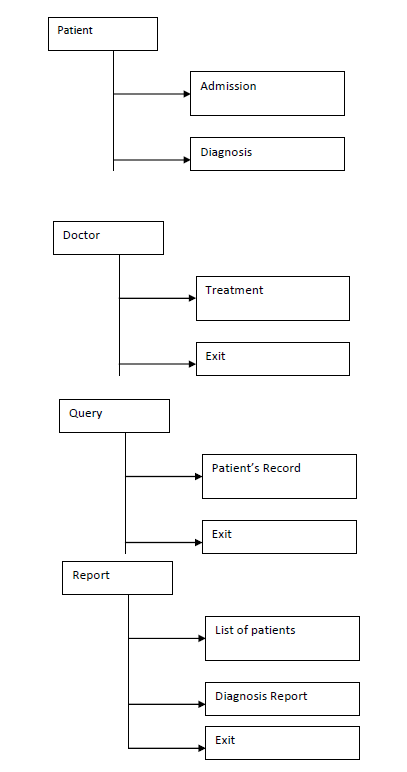 Patient
Admission
Diagnosis
Doctor
Treatment
Exit
Query
Patient’s Record
Exit
Report
List of patients
Diagnosis Report
Exit